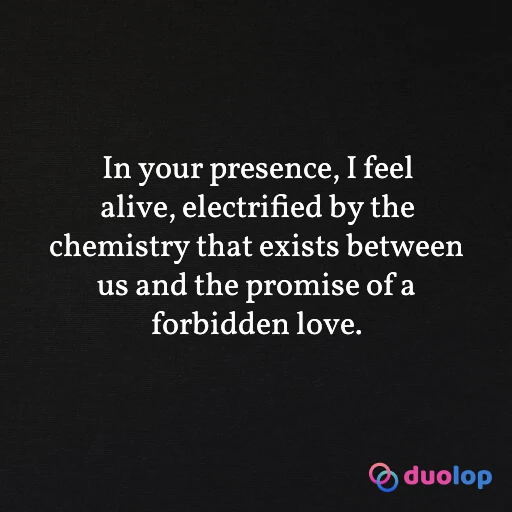 In your presence, I feel
alive, electrified by the
chemistry that exists between
us and the promise of a
forbidden love.
duolop